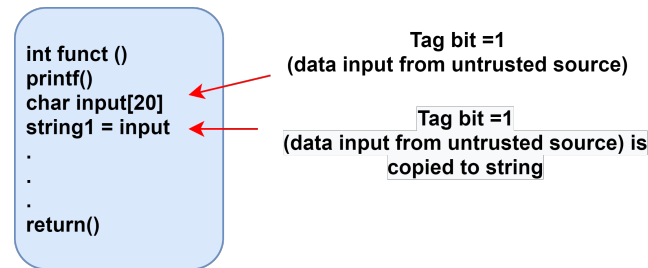 int funct ()
printf()
char input[20]
string1 = input
.
.
.
return()
Tag bit =1
(data input from untrusted source)
Tag bit =1
(data input from untrusted source) is
copied to string